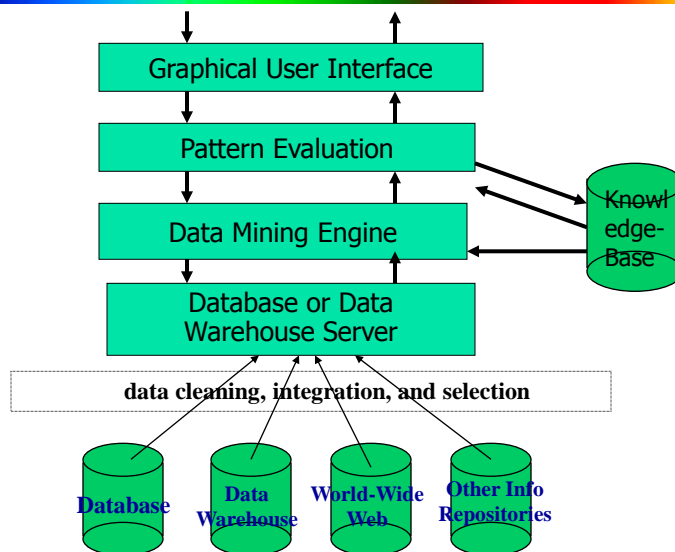 Graphical User Interface
Pattern Evaluation
Knowl
edge-
Base
Data Mining Engine
Database or Data
Warehouse Server
data cleaning, integration, and selection
Database
Data
Warehouse
World-Wide
Web
Other Info
Repositories